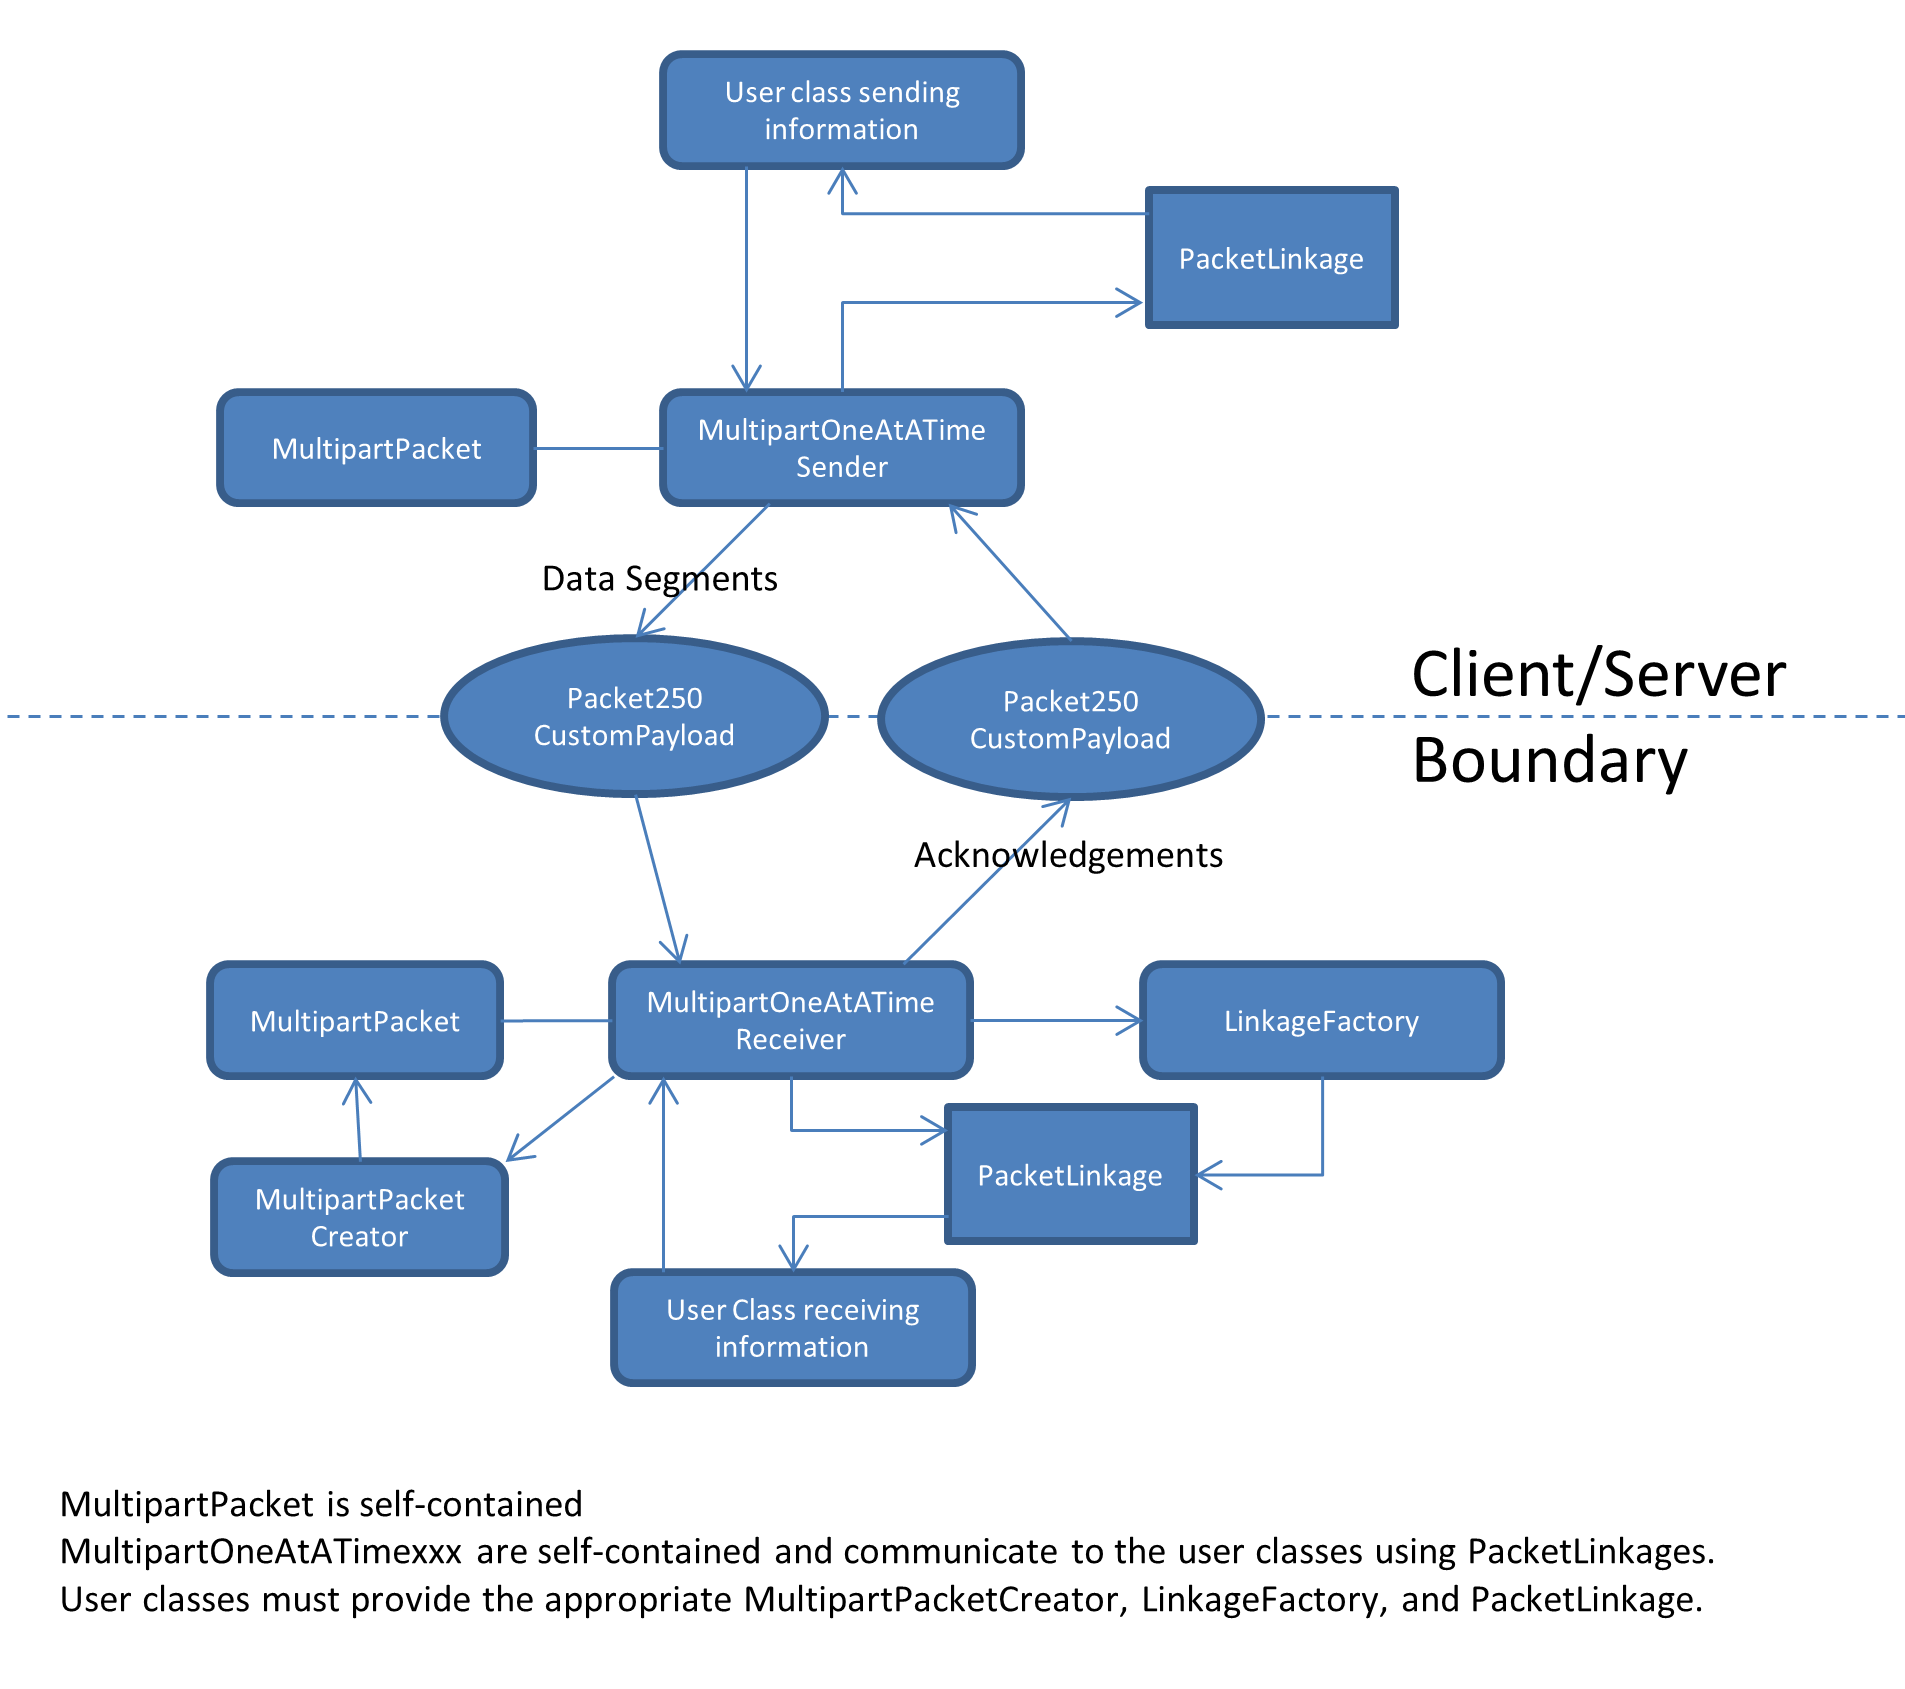 User class sending
information
PacketLinkage
MultipartPacket
MultipartOneAtATime
Sender
Data Segments
Packet250
CustomPayload
Packet250
CustomPayload
Client/Server
Boundary
Acknowledgements
MultipartPacket
MultipartOneAtATime
Receiver
LinkageFactory
MultipartPacket
Creator
PacketLinkage
User Class receiving
information
MultipartPacket is self-contained
MultipartOneAtATimexxx are self-contained and communicate to the user classes using PacketLinkages.
User classes must provide the appropriate MultipartPacketCreator, LinkageFactory, and PacketLinkage.